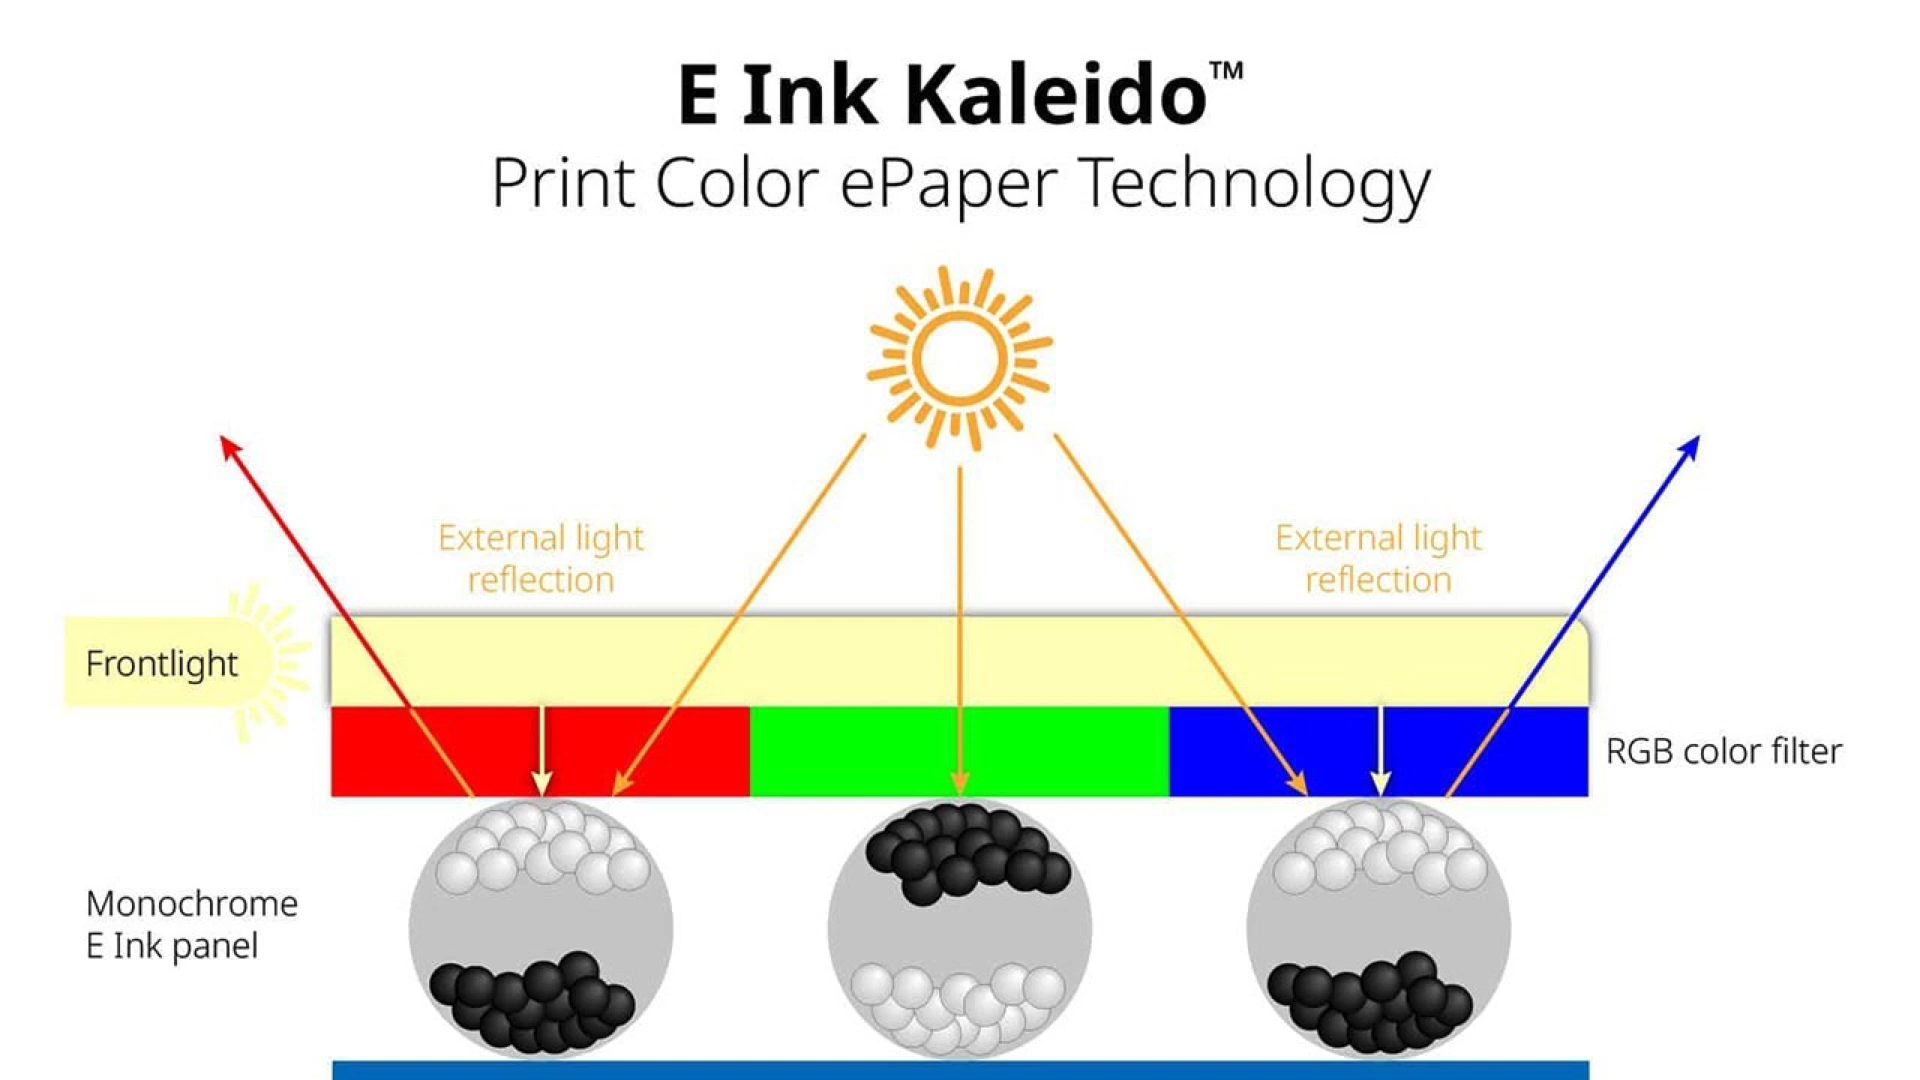 E Ink Kaleido™
Print Color ePaper Technology
External light
reflection
External light
reflection
Frontlight
RGB color filter
Monochrome
E Ink panel